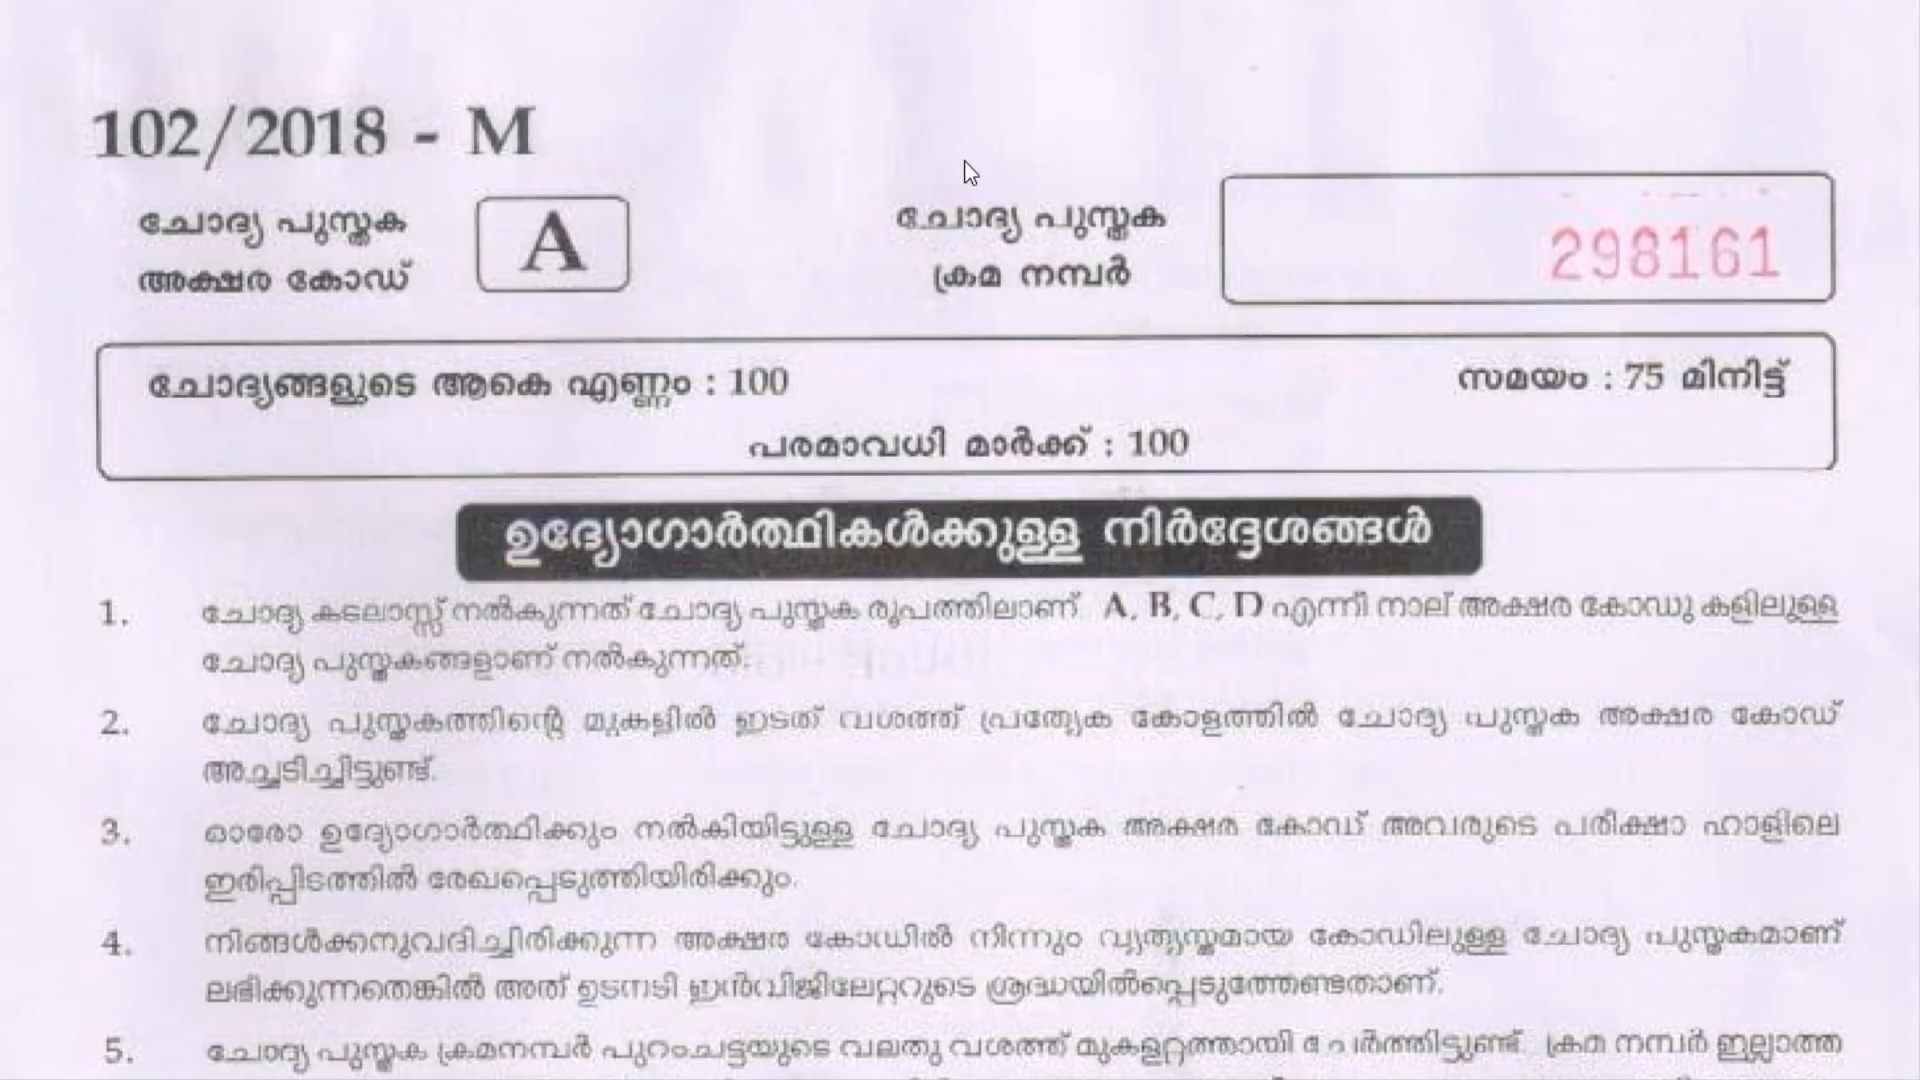 102/2018 - M
ചോദ്യ പുസ്തക
അക്ഷര കോഡ്
A
ചോദ്യ പുസ്തക
ക്രമ നമ്പർ
298161
ചോദ്യങ്ങളുടെ ആകെ എണ്ണം : 100
സമയം : 75 മിനിട്ട്
പരമാവധി മാർക്ക് : 100
ഉദ്യോഗാർത്ഥികൾക്കുള്ള നിർദ്ദേശങ്ങൾ
1. ചോദ്യ കടലാസ്സ് നൽകുന്നത് ചോദ്യ പുസ്തക രൂപത്തിലാണ്. A, B, C, D എന്നീ നാല് അക്ഷര കോഡു കളിലുള്ള
ചോദ്യ പുസ്തകങ്ങളാണ് നൽകുന്നത്.
2. ചോദ്യ പുസ്തകത്തിന്റെ മുകളിൽ ഇടത് വശത്ത് പ്രത്യേക കോളത്തിൽ ചോദ്യ പുസ്തക അക്ഷര കോഡ്
അച്ചടിച്ചിട്ടുണ്ട്.
3. ഓരോ ഉദ്യോഗാർത്ഥിക്കും നൽകിയിട്ടുള്ള ചോദ്യ പുസ്തക അക്ഷര കോഡ് അവരുടെ പരീക്ഷാ ഹാളിലെ
ഇരിപ്പിടത്തിൽ രേഖപ്പെടുത്തിയിരിക്കും.
4. നിങ്ങൾക്കനുവദിച്ചിരിക്കുന്ന അക്ഷര കോഡിൽ നിന്നും വ്യത്യസ്തമായ കോഡിലുള്ള ചോദ്യ പുസ്തകമാണ്
ലഭിക്കുന്നതെങ്കിൽ അത് ഉടനടി ഇൻവിജിലേറ്ററുടെ ശ്രദ്ധയിൽപ്പെടുത്തേണ്ടതാണ്.
5. ചോദ്യ പുസ്തക ക്രമനമ്പർ പുറംചട്ടയുടെ വലതു വശത്ത് മുകളറ്റത്തായി ചേർത്തിട്ടുണ്ട്. ക്രമ നമ്പർ ഇല്ലാത്ത